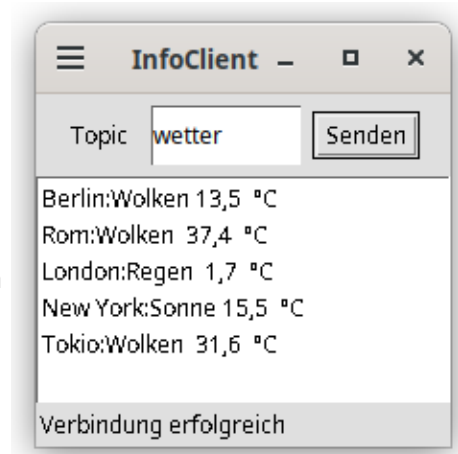 InfoClient
Topic wetter Senden
Berlin:Wolken 13,5 °C
Rom:Wolken  37,4 °C
London:Regen  1,7 °C
New York:Sonne 15,5 °C
Tokio:Wolken  31,6 °C
Verbindung erfolgreich